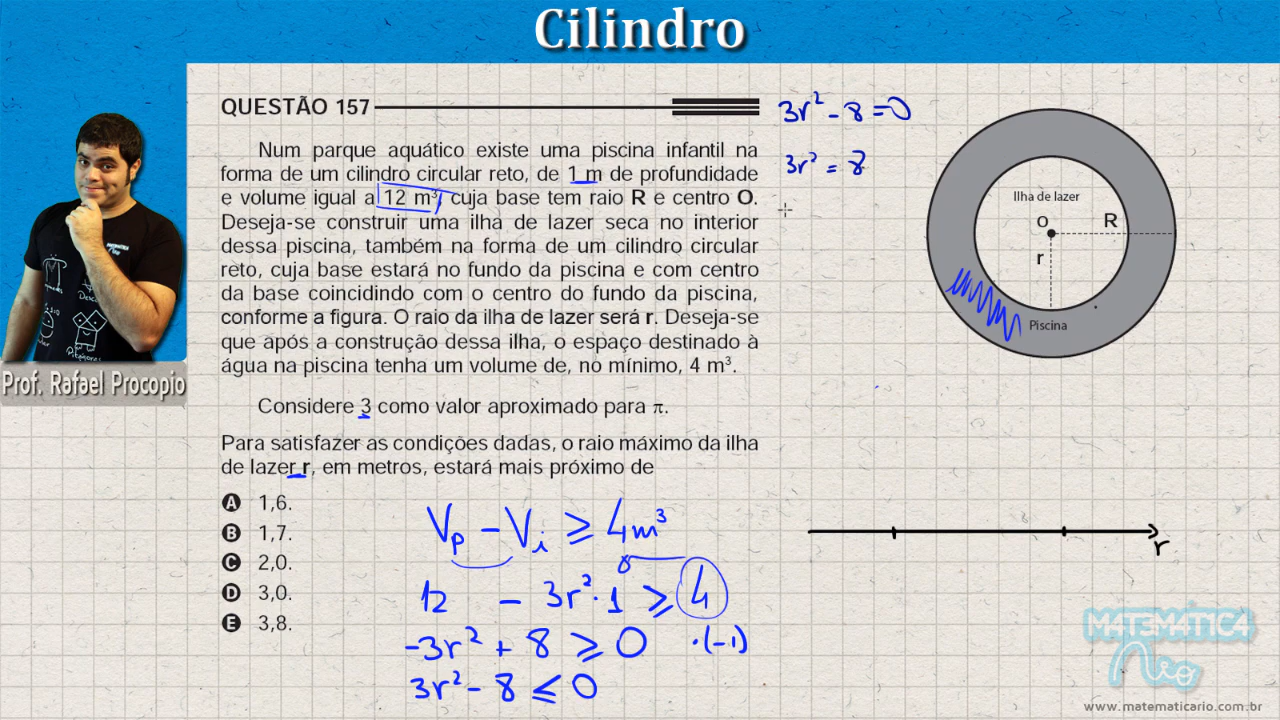 Cilindro
QUESTÃO 157
Num parque aquático existe uma piscina infantil na
forma de um cilindro circular reto, de 1 m de profundidade
e volume igual a 12 m³, cuja base tem raio R e centro O.
Deseja-se construir uma ilha de lazer seca no interior
dessa piscina, também na forma de um cilindro circular
reto, cuja base estará no fundo da piscina e com centro
da base coincidindo com o centro do fundo da piscina,
conforme a figura. O raio da ilha de lazer será r. Deseja-se
que após a construção dessa ilha, o espaço destinado à
água na piscina tenha um volume de, no mínimo, 4 m³.
Considere 3 como valor aproximado para π.
Para satisfazer as condições dadas, o raio máximo da ilha
de lazer r, em metros, estará mais próximo de
A 1,6.
B 1,7.
C 2,0.
D 3,0.
E 3,8.
Vp - Vi ≥ 4m³
12 - 3r²·1 ≥ 4
-3r² + 8 ≥ 0 ·(-1)
3r² - 8 ≤ 0
3r² - 8 = 0
3r² = 8
Ilha de lazer
O
R
r
Piscina
r
Prof. Rafael Procopio
MATEMÁTICA
Rio
www.matematicario.com.br